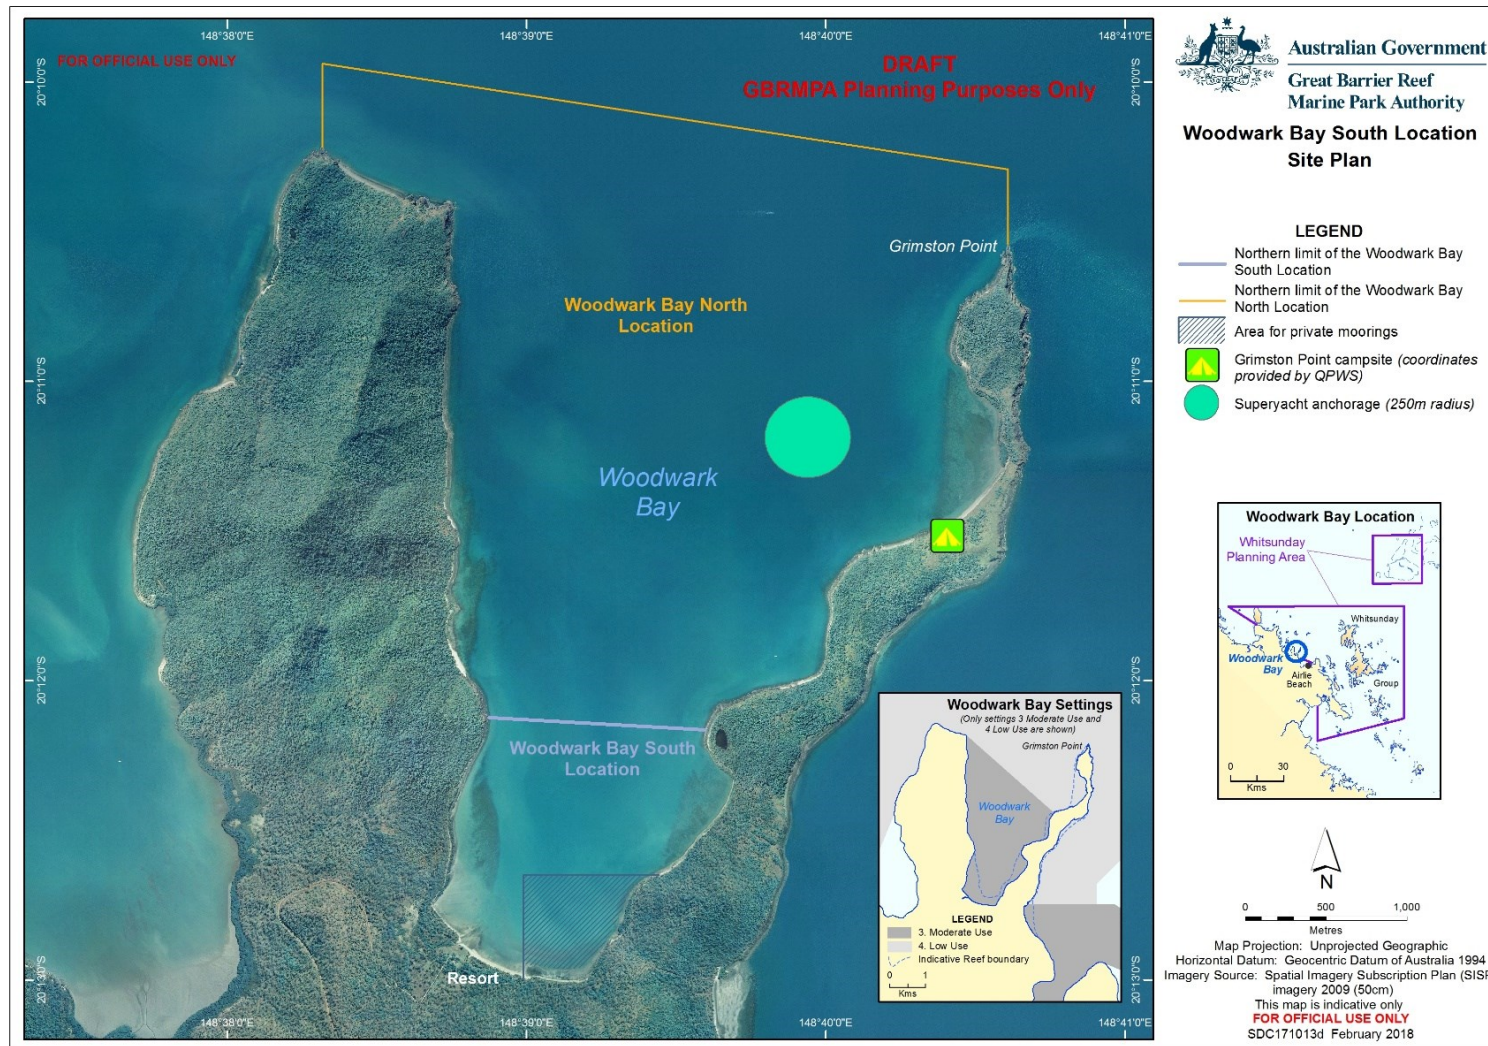 148°38'0"E
148°39'0"E
148°40'0"E
148°41'0"E
FOR OFFICIAL USE ONLY
DRAFT
GBRMPA Planning Purposes Only
20°10'0"S
20°10'0"S
Grimston Point
Woodwark Bay North
Location
20°11'0"S
20°11'0"S
Woodwark
Bay
20°12'0"S
20°12'0"S
Woodwark Bay South
Location
Resort
20°13'0"S
20°13'0"S
148°38'0"E
148°39'0"E
148°40'0"E
148°41'0"E
Woodwark Bay Settings
(Only settings 3 Moderate Use and
4 Low Use are shown)
Grimston Point
Woodwark
Bay
LEGEND
3. Moderate Use
4. Low Use
Indicative Reef boundary
0 1
Kms
Australian Government
Great Barrier Reef
Marine Park Authority
Woodwark Bay South Location
Site Plan
LEGEND
Northern limit of the Woodwark Bay
South Location
Northern limit of the Woodwark Bay
North Location
Area for private moorings
Grimston Point campsite (coordinates
provided by QPWS)
Superyacht anchorage (250m radius)
Woodwark Bay Location
Whitsunday
Planning Area
Whitsunday
Woodwark
Bay
Airlie
Beach
Group
0 30
Kms
N
0 500 1,000
Metres
Map Projection: Unprojected Geographic
Horizontal Datum: Geocentric Datum of Australia 1994
Imagery Source: Spatial Imagery Subscription Plan (SISP
imagery 2009 (50cm)
This map is indicative only
FOR OFFICIAL USE ONLY
SDC171013d February 2018